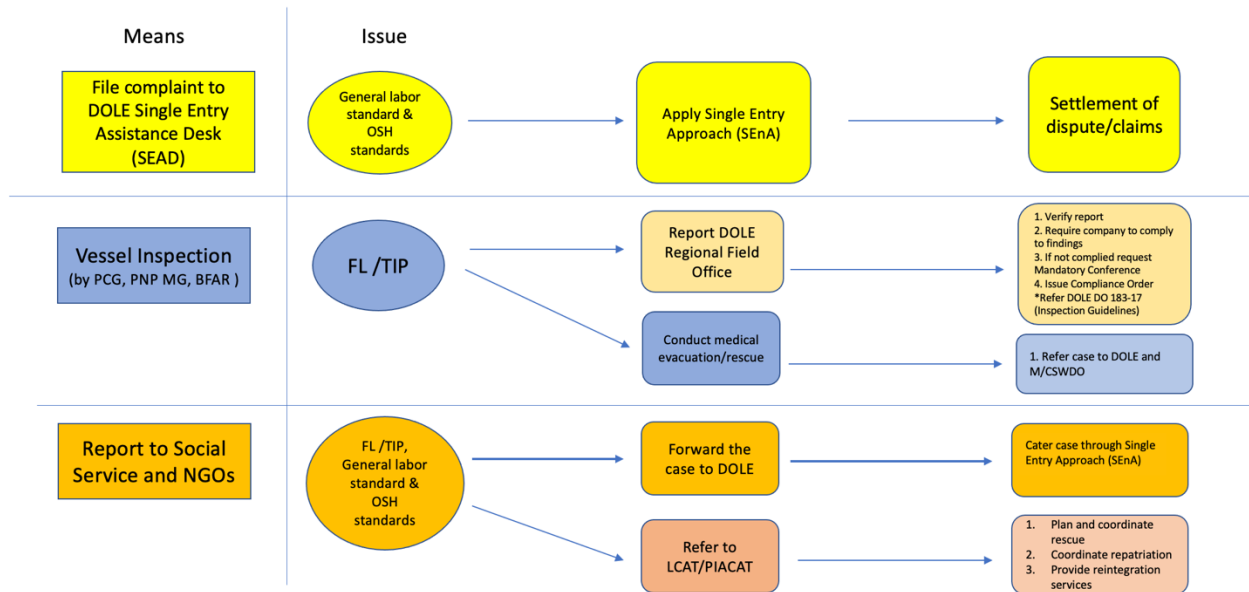 Means
Issue
File complaint to
DOLE Single Entry
Assistance Desk
(SEAD)
General labor
standard &
OSH
standards
Apply Single Entry
Approach (SEnA)
Settlement of
dispute/claims
Vessel Inspection
(by PCG, PNP MG, BFAR )
FL /TIP
Report DOLE
Regional Field
Office
1. Verify report
2. Require company to comply
to findings
3. If not complied request
Mandatory Conference
4. Issue Compliance Order
*Refer DOLE DO 183-17
(Inspection Guidelines)
Conduct medical
evacuation/rescue
1. Refer case to DOLE and
M/CSWDO
Report to Social
Service and NGOs
FL /TIP,
General labor
standard &
OSH
standards
Forward the
case to DOLE
Cater case through Single
Entry Approach (SEnA)
Refer to
LCAT/PIACAT
1. Plan and coordinate
rescue
2. Coordinate repatriation
3. Provide reintegration
services